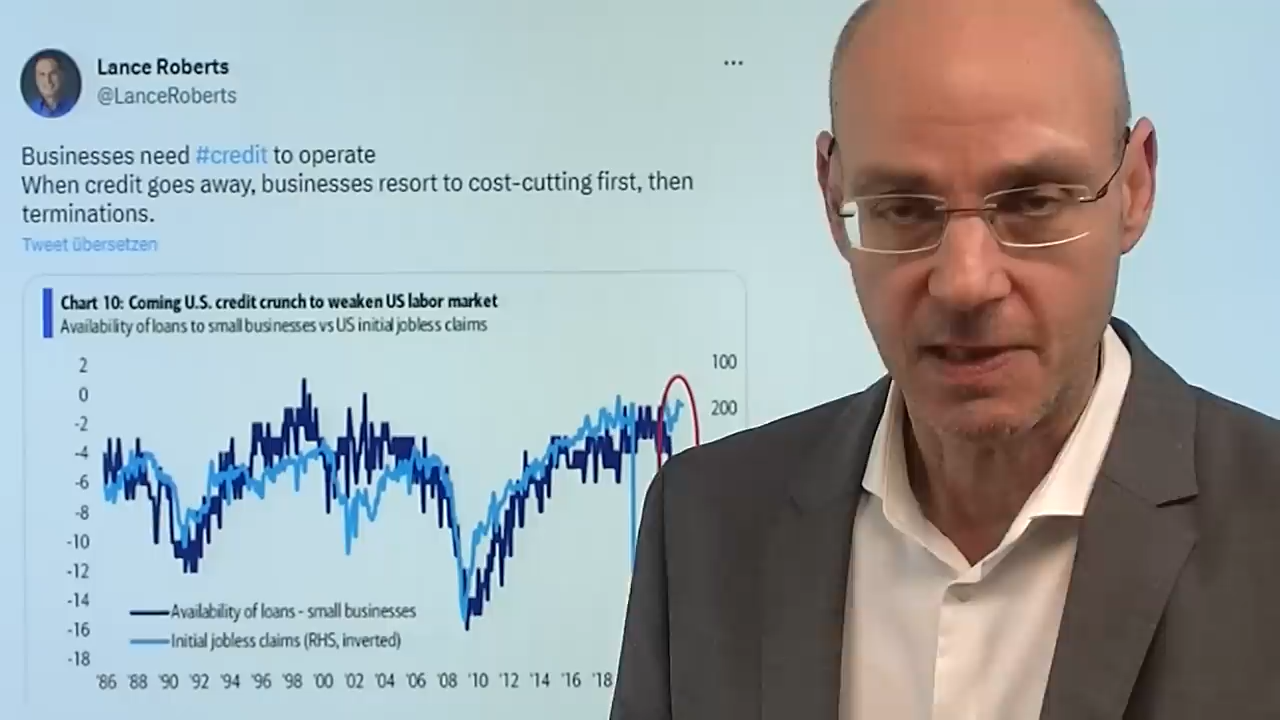 Lance Roberts
@LanceRoberts
...
Businesses need #credit to operate
When credit goes away, businesses resort to cost-cutting first, then
terminations.
Tweet übersetzen
Chart 10: Coming U.S. credit crunch to weaken US labor market
Availability of loans to small businesses vs US initial jobless claims
2
0
-2
-4
-6
-8
-10
-12
-14
-16
-18
100
200
Availability of loans - small businesses
Initial jobless claims (RHS, inverted)
'86 '88 '90 '92 '94 '96 '98 '00 '02 '04 '06 '08 '10 '12 '14 '16 '18